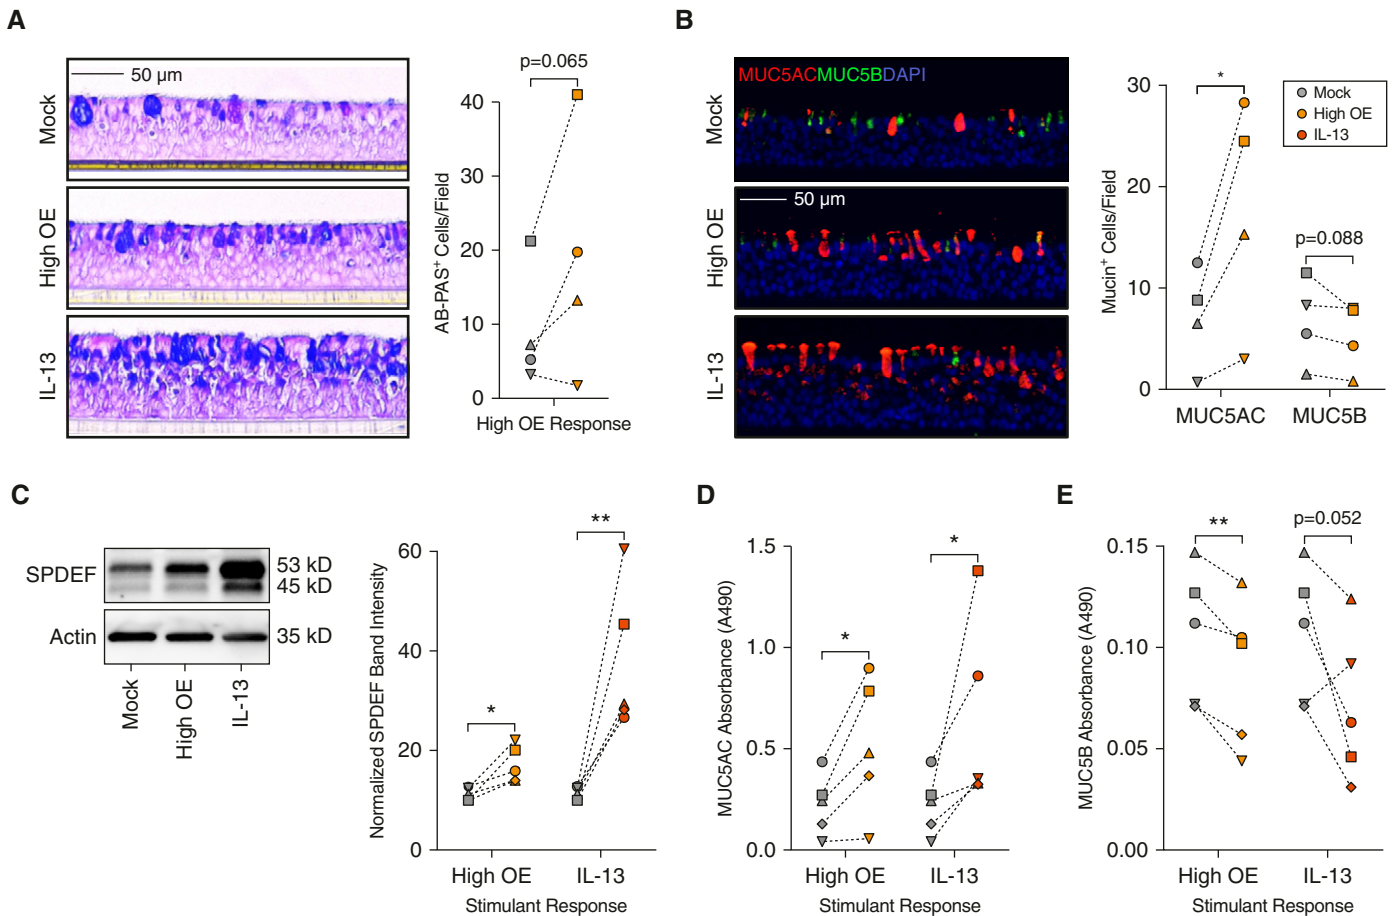 A
50 µm
Mock
High OE
IL-13
p=0.065
AB-PAS+ Cells/Field
40
30
20
10
0
High OE Response
B
MUC5ACMUC5BDAPI
Mock
50 µm
High OE
IL-13
Mucin+ Cells/Field
30
20
10
0
*
p=0.088
MUC5AC
MUC5B
Mock
High OE
IL-13
C
SPDEF
53 kD
45 kD
Actin
35 kD
Mock
High OE
IL-13
Normalized SPDEF Band Intensity
60
40
20
0
*
**
High OE
IL-13
Stimulant Response
D
MUC5AC Absorbance (A490)
1.5
1.0
0.5
0.0
*
*
High OE
IL-13
Stimulant Response
E
MUC5B Absorbance (A490)
0.15
0.10
0.05
0.00
**
p=0.052
High OE
IL-13
Stimulant Response